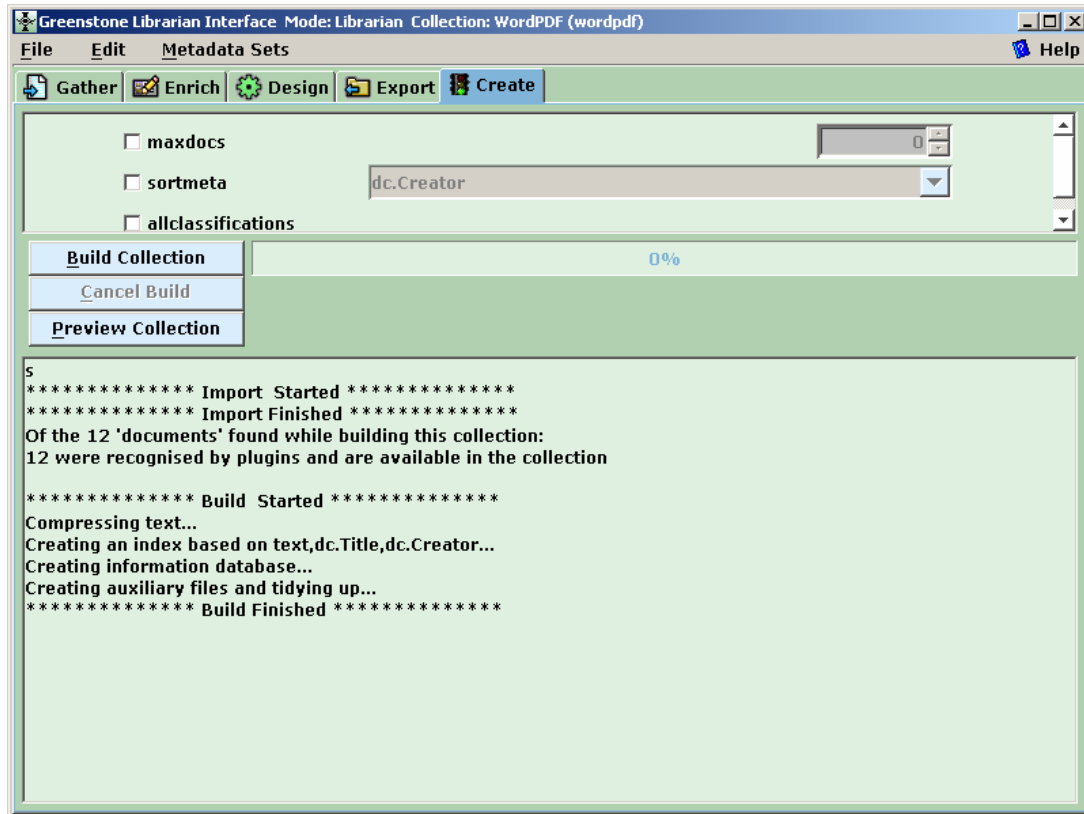 Greenstone Librarian Interface Mode: Librarian Collection: WordPDF (wordpdf)
File Edit Metadata Sets Help
Gather Enrich Design Export Create
maxdocs 0
sortmeta dc.Creator
allclassifications
Build Collection 0%
Cancel Build
Preview Collection
s
************** Import  Started **************
************** Import Finished **************
Of the 12 'documents' found while building this collection:
12 were recognised by plugins and are available in the collection
************** Build  Started **************
Compressing text...
Creating an index based on text,dc.Title,dc.Creator...
Creating information database...
Creating auxiliary files and tidying up...
************** Build Finished **************